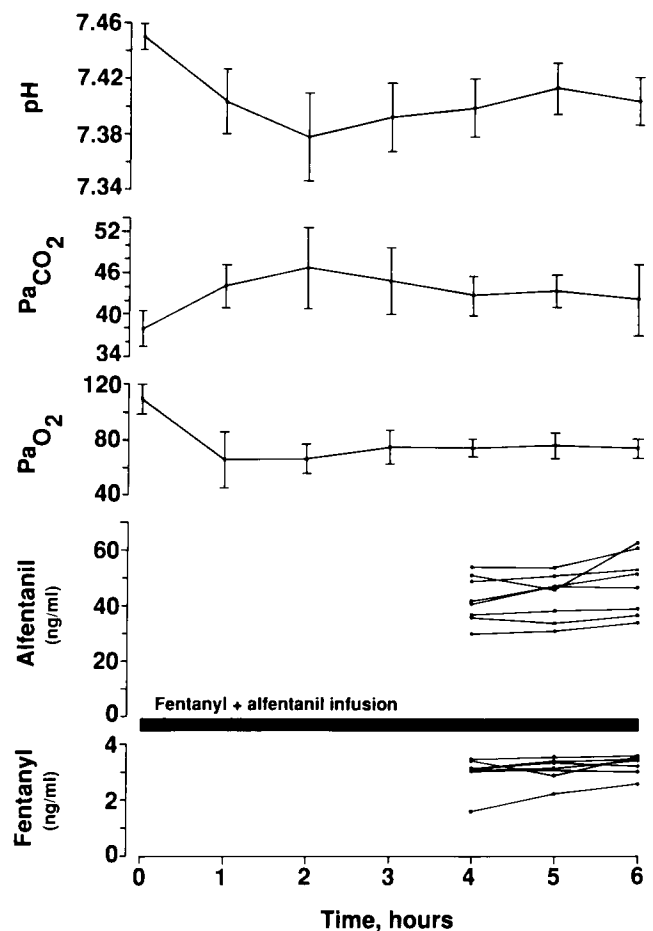 7.46
7.42
7.38
7.34
pH
52
46
40
34
PaCO2
120
80
40
PaO2
60
40
20
0
Alfentanil
(ng/ml)
Fentanyl + alfentanil infusion
4
2
0
Fentanyl
(ng/ml)
0 1 2 3 4 5 6
Time, hours